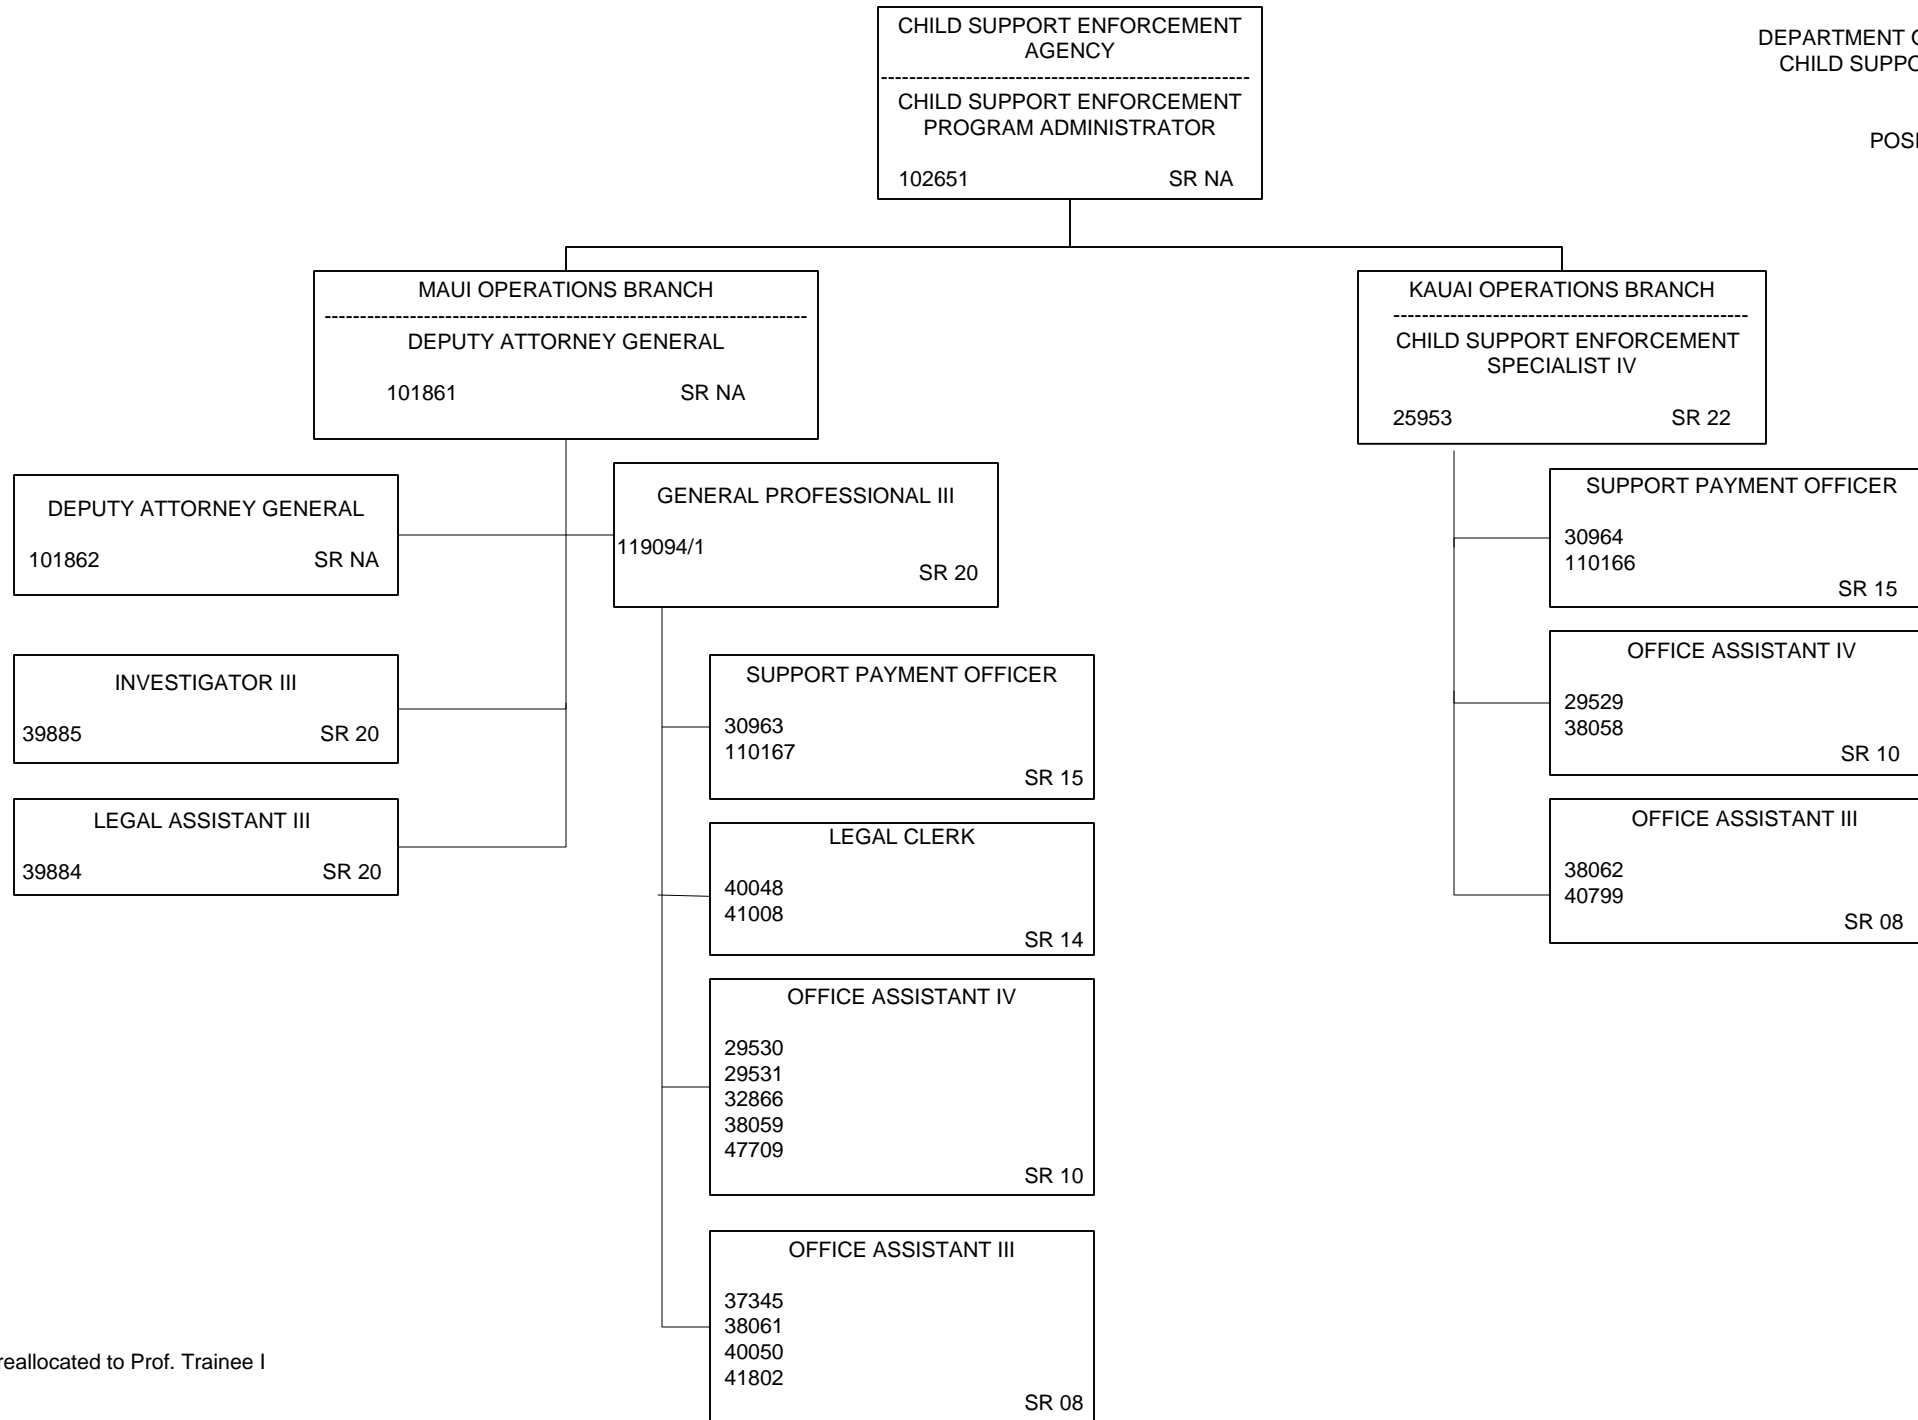 CHILD SUPPORT ENFORCEMENT
AGENCY
CHILD SUPPORT ENFORCEMENT
PROGRAM ADMINISTRATOR
102651 SR NA
DEPARTMENT
CHILD
MAUI OPERATIONS BRANCH
DEPUTY ATTORNEY GENERAL
101861 SR NA
KAUAI OPERATIONS BRANCH
CHILD SUPPORT ENFORCEMENT
SPECIALIST IV
25953 SR 22
DEPUTY ATTORNEY GENERAL
101862 SR NA
GENERAL PROFESSIONAL III
119094/1
SR 20
INVESTIGATOR III
39885 SR 20
LEGAL ASSISTANT III
39884 SR 20
SUPPORT PAYMENT OFFICER
30963
110167
SR 15
LEGAL CLERK
40048
41008
SR 14
OFFICE ASSISTANT IV
29530
29531
32866
38059
47709
SR 10
OFFICE ASSISTANT III
37345
38061
40050
41802
SR 08
SUPPORT PAYMENT OFFICER
30964
110166
SR 15
OFFICE ASSISTANT IV
29529
38058
SR 10
OFFICE ASSISTANT III
38062
40799
SR 08
reallocated to Prof. Trainee I